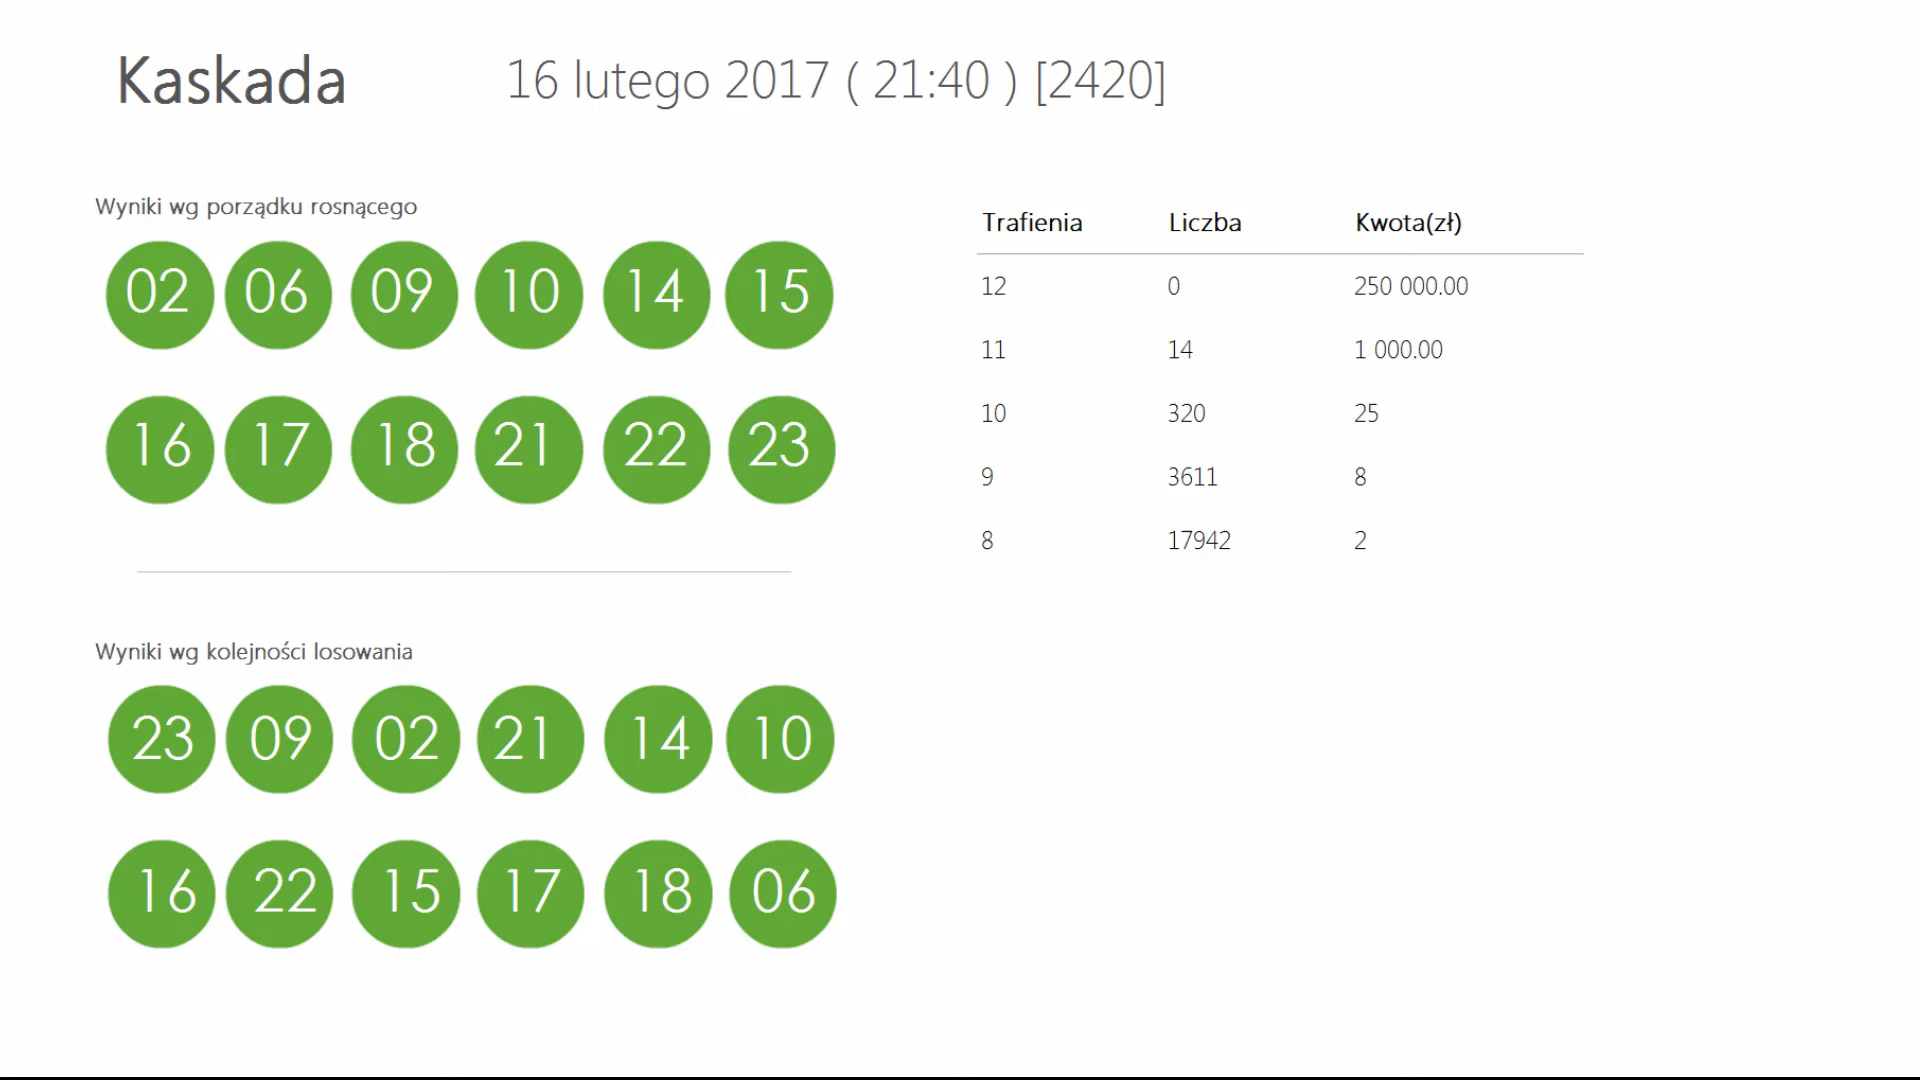 Kaskada 16 lutego 2017 ( 21:40 ) [2420]
Wyniki wg porządku rosnącego
02 06 09 10 14 15
16 17 18 21 22 23
Wyniki wg kolejności losowania
23 09 02 21 14 10
16 22 15 17 18 06
Trafienia Liczba Kwota(zł)
12 0 250 000.00
11 14 1 000.00
10 320 25
9 3611 8
8 17942 2